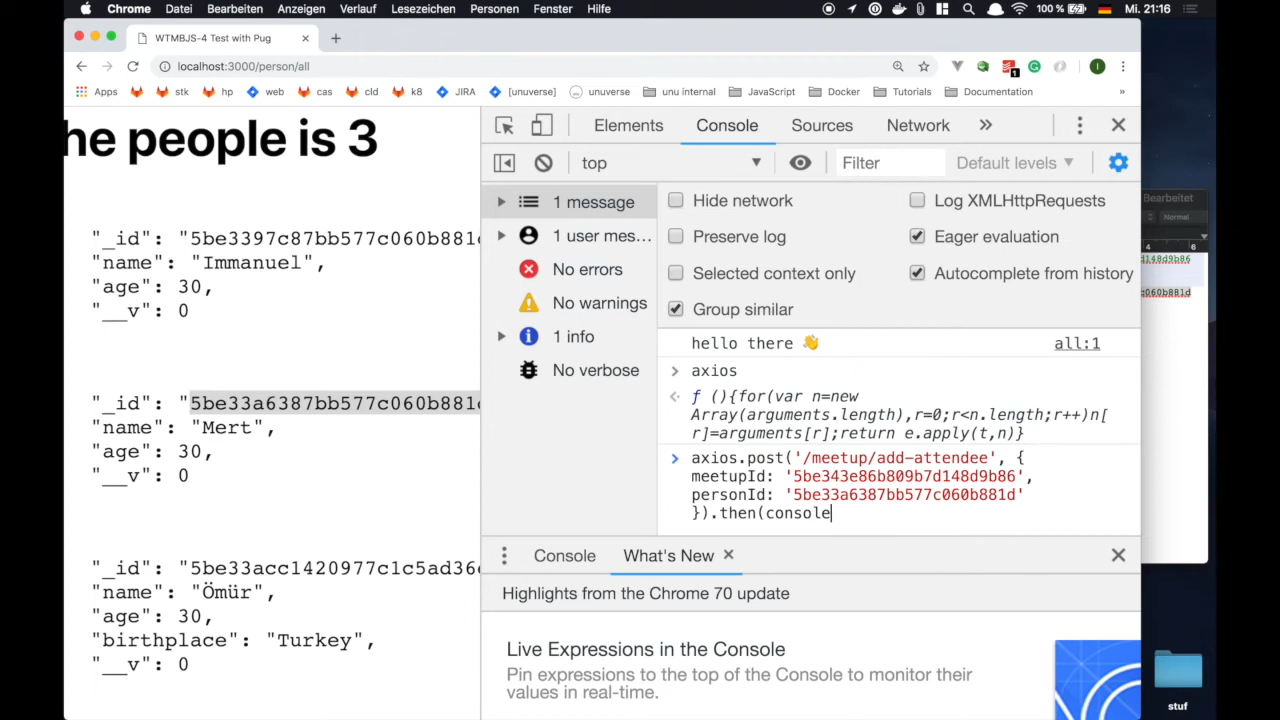 Chrome Datei Bearbeiten Anzeigen Verlauf Lesezeichen Personen Fenster Hilfe 100 % Mi. 21:16
WTMBJS-4 Test with Pug
localhost:3000/person/all
1
I
Apps stk hp web cas cld k8 JIRA [unuverse] unuverse unu internal JavaScript Docker Tutorials Documentation »
he people is 3
"_id": "5be3397c87bb577c060b881
"name": "Immanuel",
"age": 30,
"__v": 0
"_id": "5be33a6387bb577c060b881
"name": "Mert",
"age": 30,
"__v": 0
"_id": "5be33acc1420977c1c5ad36
"name": "Ömür",
"age": 30,
"birthplace": "Turkey",
"__v": 0
Elements Console Sources Network »
top Filter Default levels
1 message
1 user mes...
No errors
No warnings
1 info
No verbose
Hide network Log XMLHttpRequests
Preserve log Eager evaluation
Selected context only Autocomplete from history
Group similar
hello there 👋 all:1
> axios
ƒ (){for(var n=new
Array(arguments.length),r=0;r<n.length;r++)n[
r]=arguments[r];return e.apply(t,n)}
> axios.post('/meetup/add-attendee', {
meetupId: '5be343e86b809b7d148d9b86',
personId: '5be33a6387bb577c060b881d'
}).then(console
Console What's New
Highlights from the Chrome 70 update
Live Expressions in the Console
Pin expressions to the top of the Console to monitor their
values in real-time.
Bearbeitet
Normal
4 6
d148d9b86
c060b881d
stuf